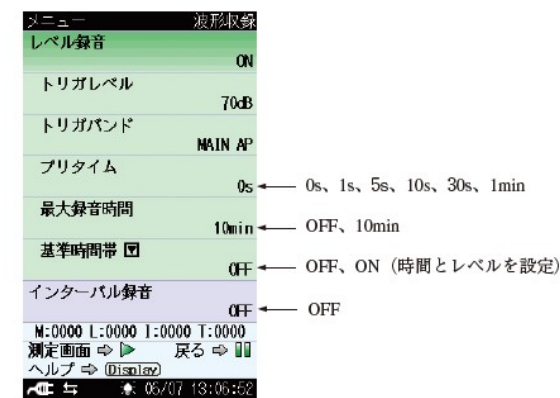 メニュー 波形収録
レベル録音
ON
トリガレベル
70dB
トリガバンド
MAIN AP
プリタイム
0s 0s、1s、5s、10s、30s、1min
最大録音時間
10min OFF、10min
基準時間帯 ▼
OFF OFF、ON（時間とレベルを設定）
インターバル録音
OFF OFF
M:0000 L:0000 I:0000 T:0000
測定画面 ⇨ ▶ 戻る ⇨ ❚❚
ヘルプ ⇨ Display
06/07 13:06:52